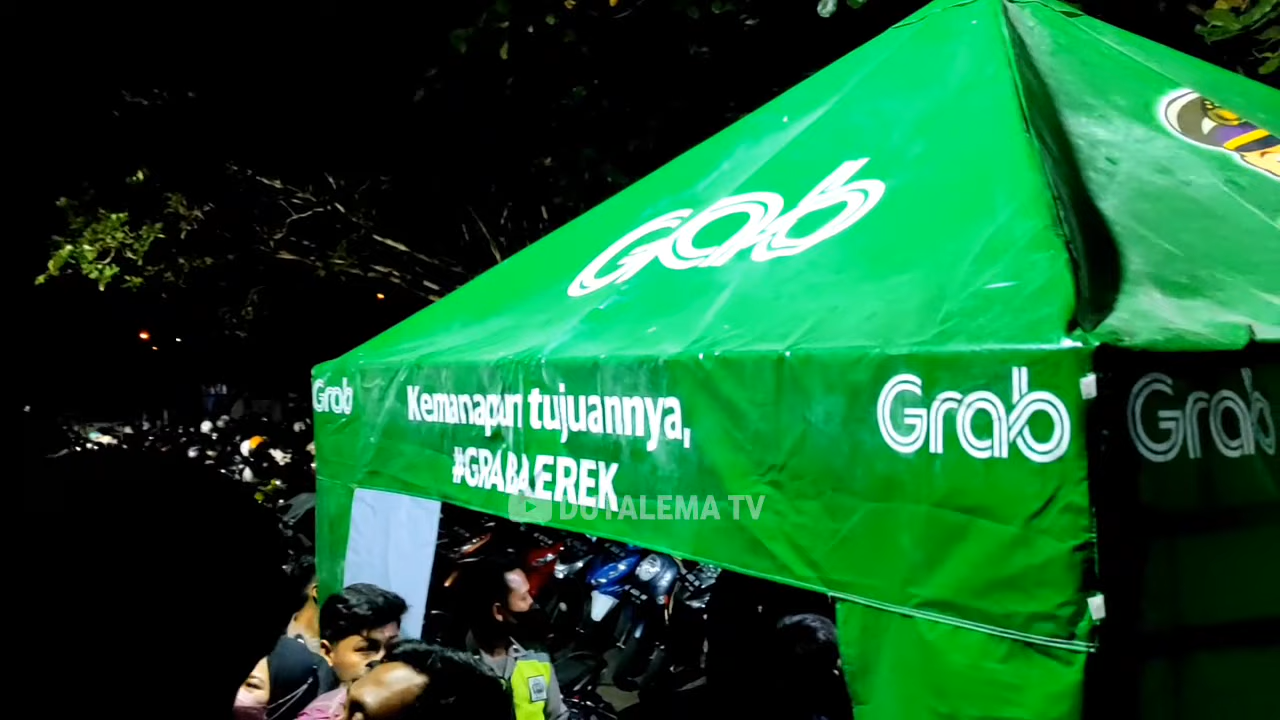 Grab
Grab
Kemanapun tujuannya,
#GRABAEREK
Grab
Grab
DUTALEMA TV